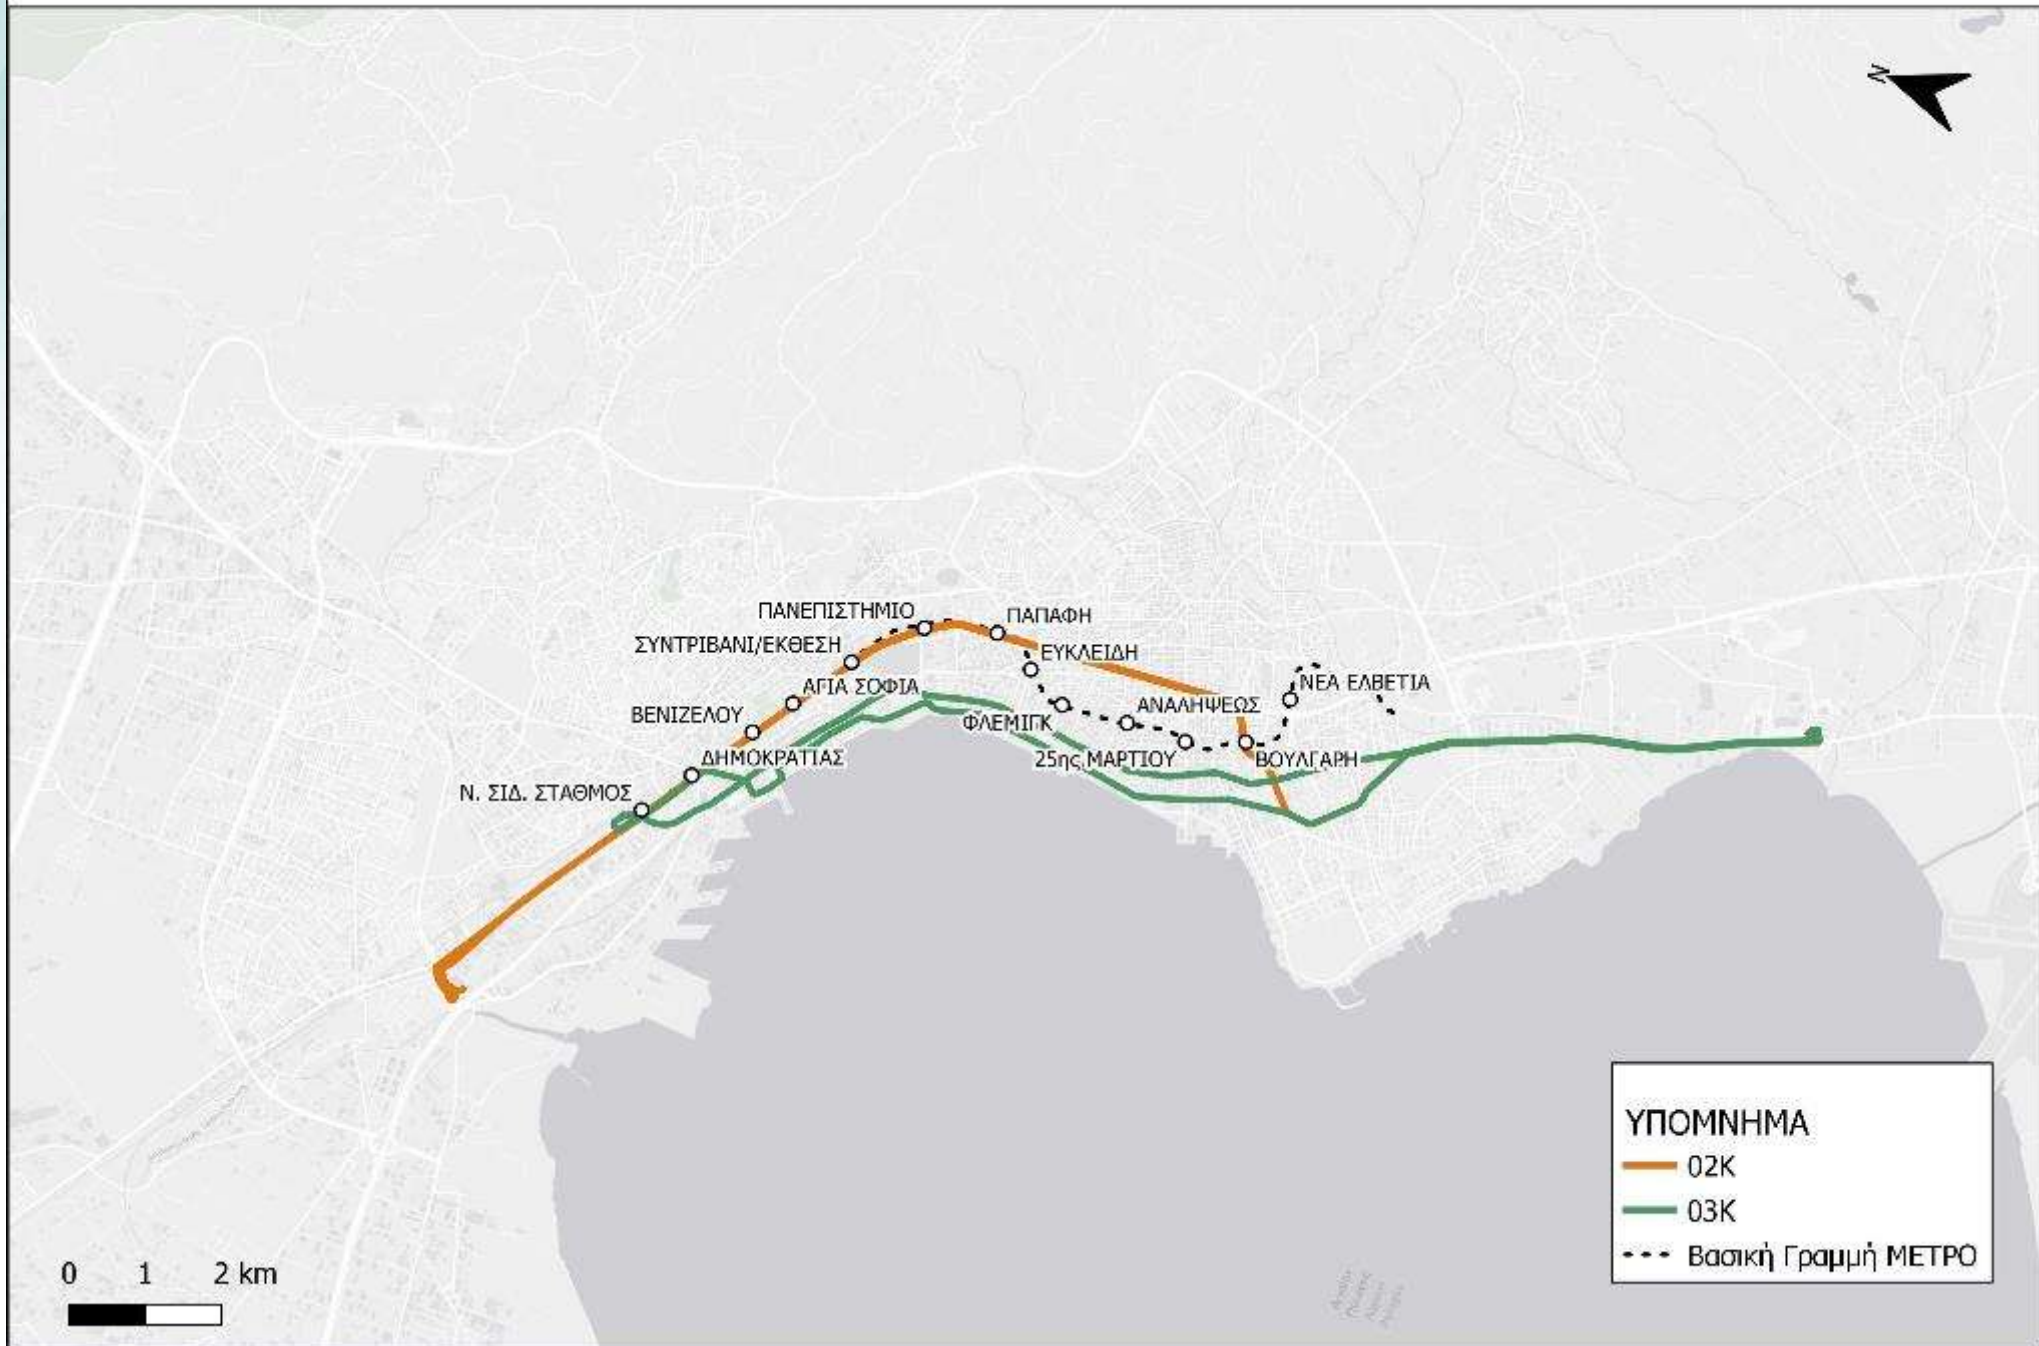 N
ΠΑΝΕΠΙΣΤΗΜΙΟ
ΠΑΠΑΦΗ
ΣΥΝΤΡΙΒΑΝΙ/ΕΚΘΕΣΗ
ΕΥΚΛΕΙΔΗ
ΑΓΙΑ ΣΟΦΙΑ
ΝΕΑ ΕΛΒΕΤΙΑ
ΒΕΝΙΖΕΛΟΥ
ΦΛΕΜΙΓΚ
ΑΝΑΛΗΨΕΩΣ
ΔΗΜΟΚΡΑΤΙΑΣ
25ης ΜΑΡΤΙΟΥ
ΒΟΥΛΓΑΡΗ
Ν. ΣΙΔ. ΣΤΑΘΜΟΣ
ΥΠΟΜΝΗΜΑ
02Κ
03Κ
Βασική Γραμμή ΜΕΤΡΟ
0 1 2 km